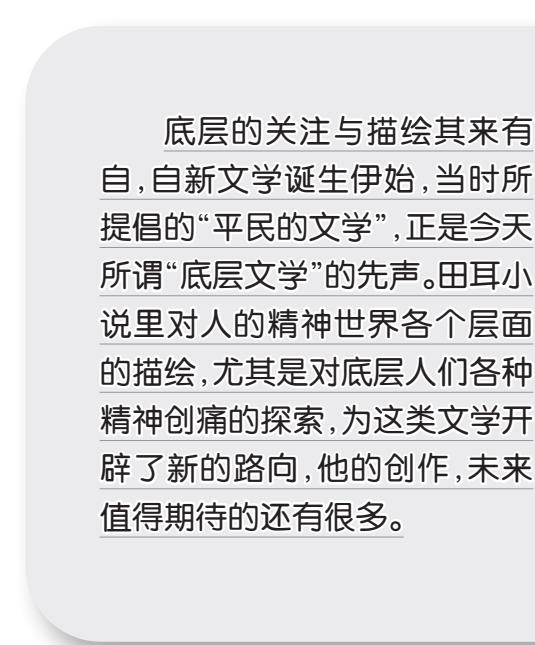 底层的关注与描绘其来有
自,自新文学诞生伊始,当时所
提倡的“平民的文学”,正是今天
所谓“底层文学”的先声。田耳小
说里对人的精神世界各个层面
的描绘,尤其是对底层人们各种
精神创痛的探索,为这类文学开
辟了新的路向,他的创作,未来
值得期待的还有很多。